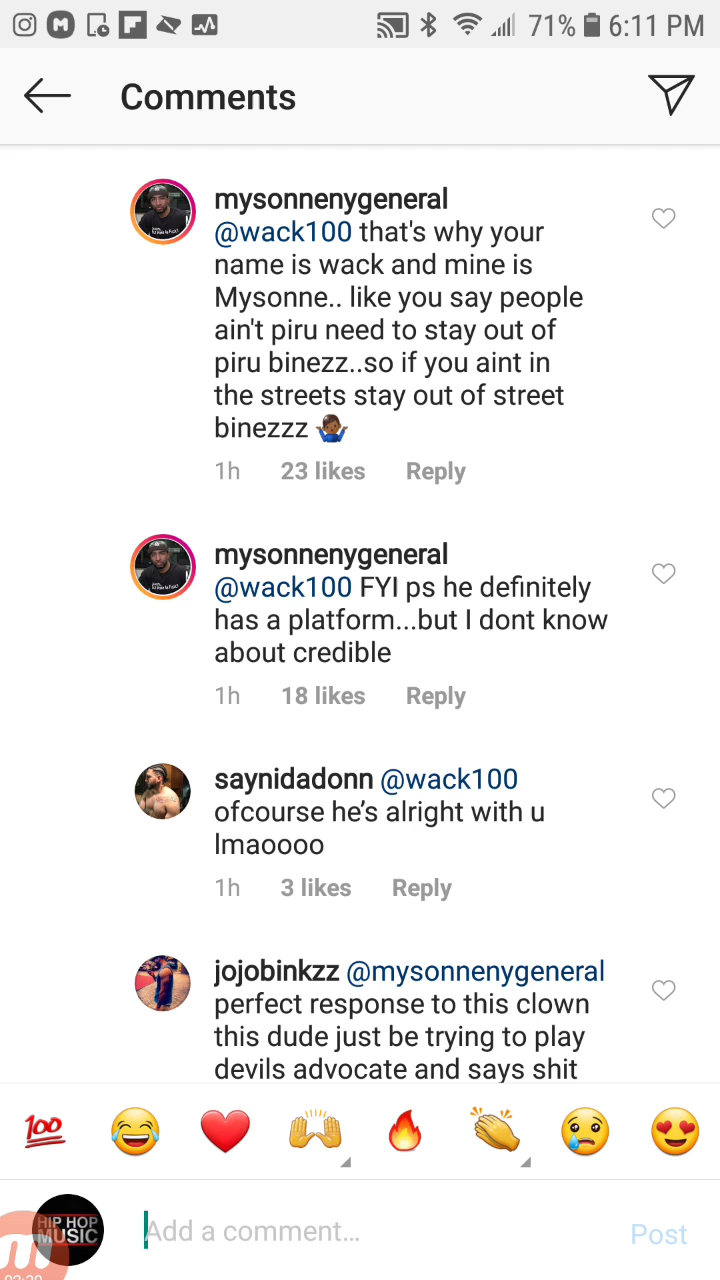 71% 6:11 PM
Comments
mysonnenygeneral
@wack100 that's why your
name is wack and mine is
Mysonne.. like you say people
ain't piru need to stay out of
piru binezz..so if you aint in
the streets stay out of street
binezzz 🤷🏾‍♂️
1h 23 likes Reply
mysonnenygeneral
@wack100 FYI ps he definitely
has a platform...but I dont know
about credible
1h 18 likes Reply
saynidadonn @wack100
ofcourse he's alright with u
lmaoooo
1h 3 likes Reply
jojobinkzz @mysonnenygeneral
perfect response to this clown
this dude just be trying to play
devils advocate and says shit
💯 😂 ❤️ 🙌 🔥 👏 😢 😍
HIP HOP
MUSIC
Add a comment...
Post